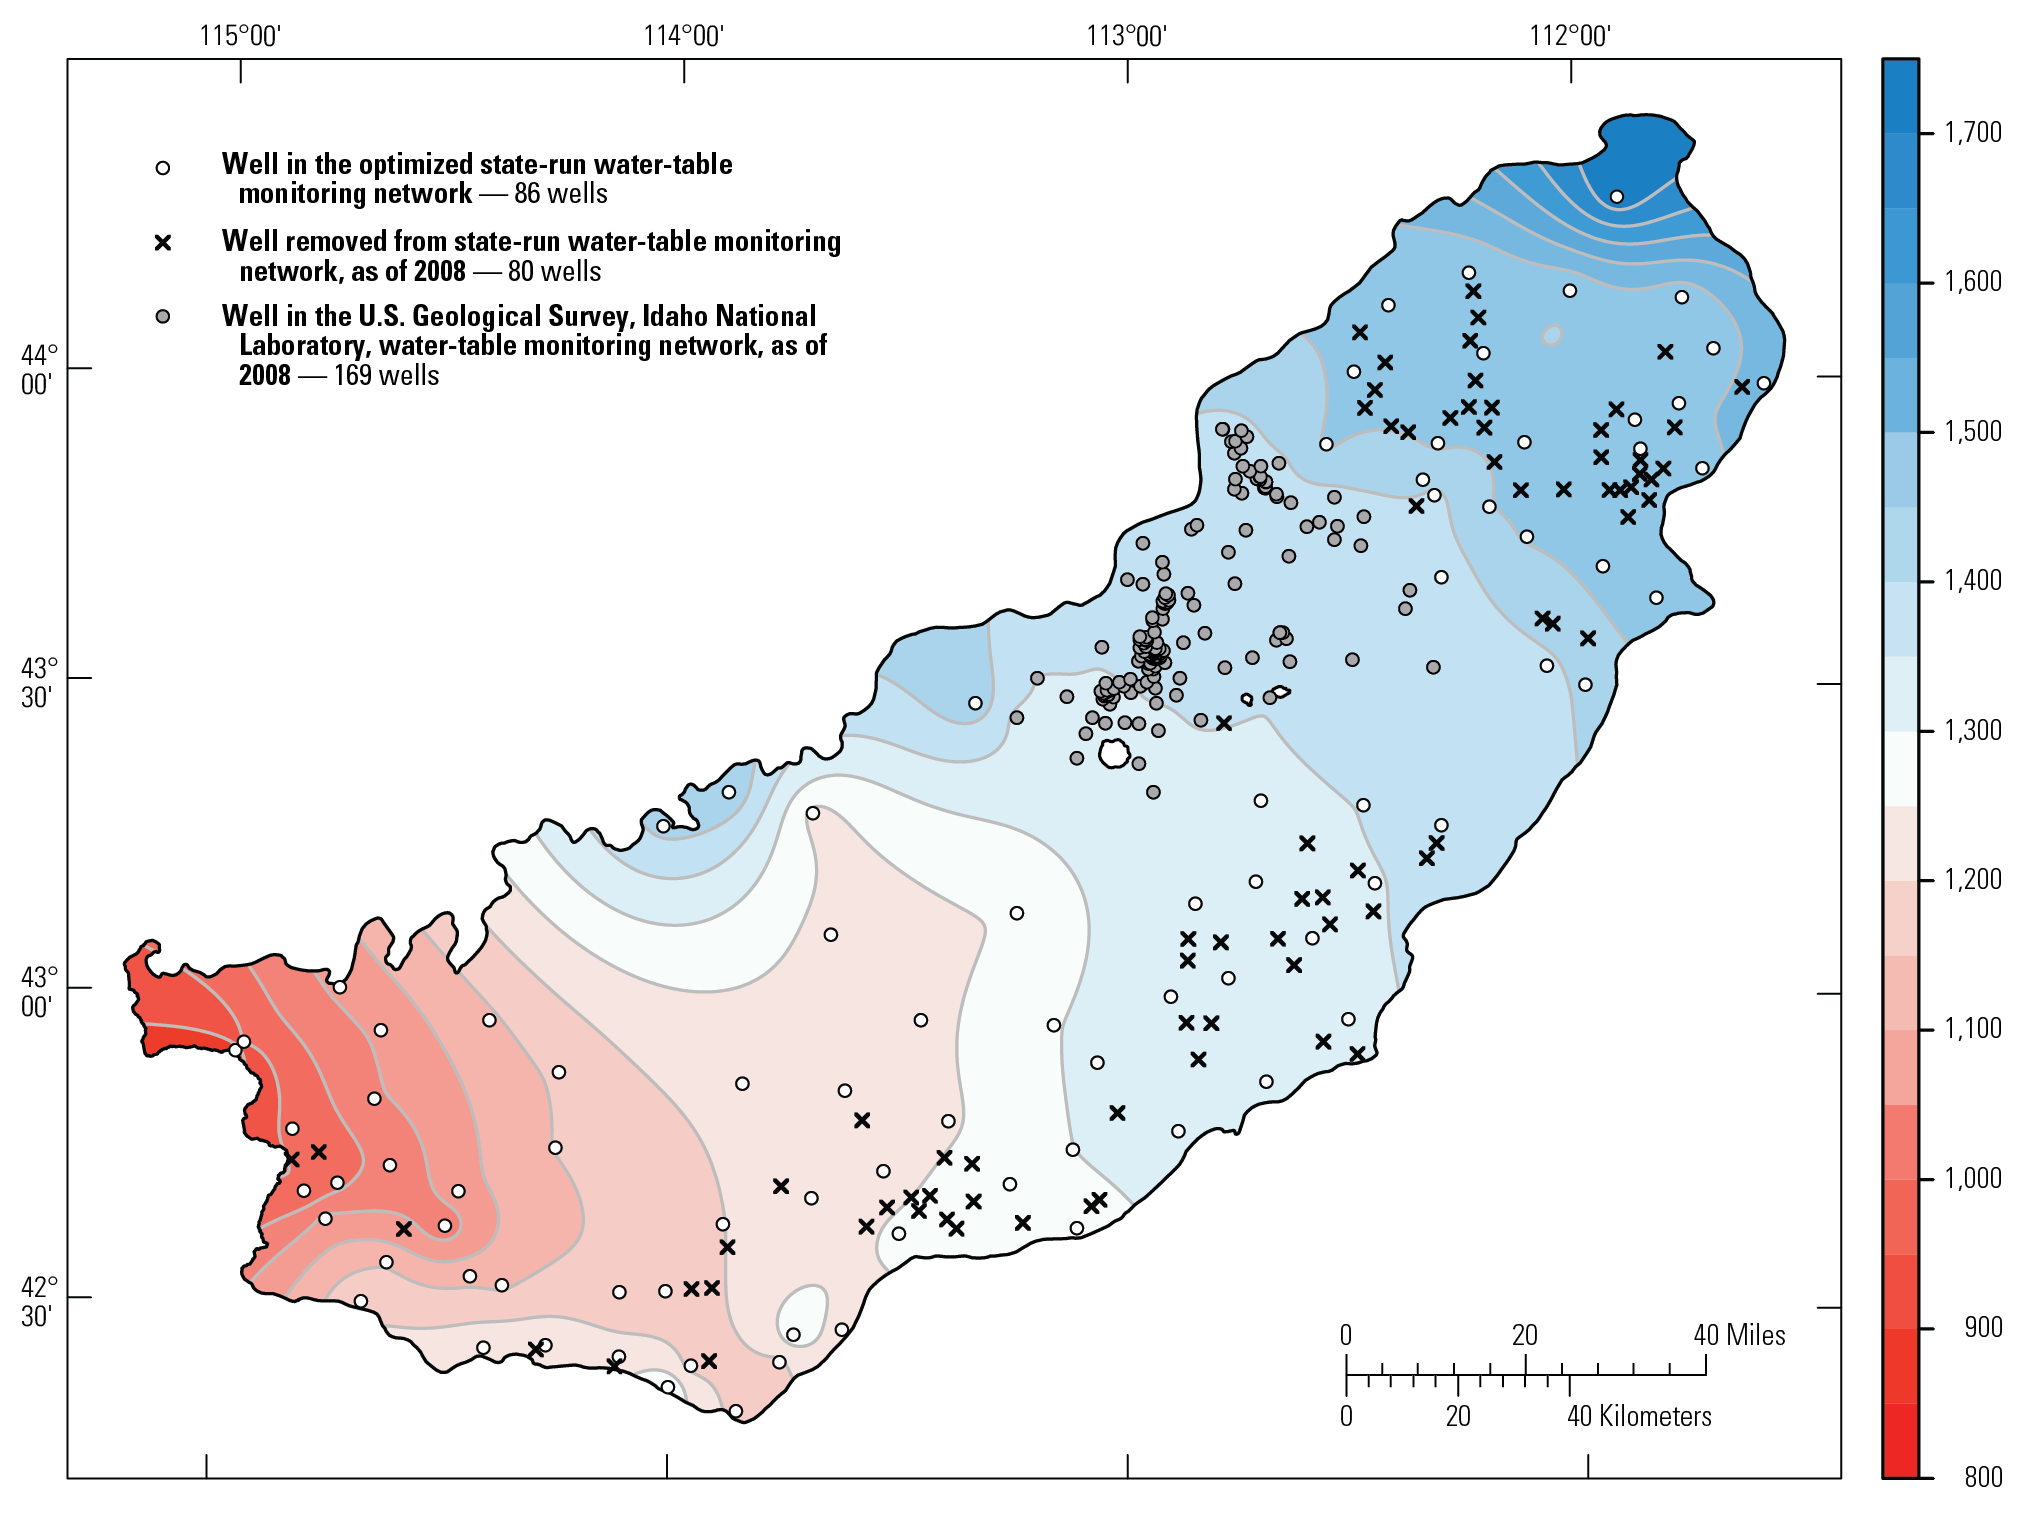 115°00'
114°00'
113°00'
112°00'
Well in the optimized state-run water-table
monitoring network — 86 wells
Well removed from state-run water-table monitoring
network, as of 2008 — 80 wells
Well in the U.S. Geological Survey, Idaho National
Laboratory, water-table monitoring network, as of
2008 — 169 wells
44°
00'
43°
30'
43°
00'
42°
30'
1,700
1,600
1,500
1,400
1,300
1,200
1,100
1,000
900
800
0 20 40 Miles
0 20 40 Kilometers